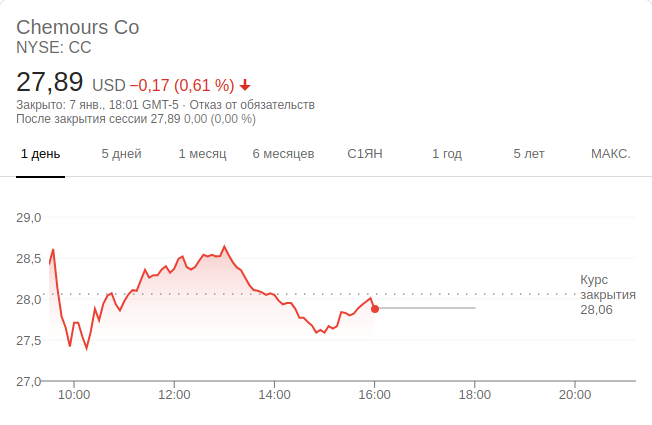 Chemours Co
NYSE: CC
27,89 USD −0,17 (0,61 %)
Закрыто: 7 янв., 18:01 GMT-5 · Отказ от обязательств
После закрытия сессии 27,89 0,00 (0,00 %)
1 день 5 дней 1 месяц 6 месяцев С1ЯН 1 год 5 лет МАКС.
29,0
28,5
28,0
27,5
27,0
Курс
закрытия
28,06
10:00 12:00 14:00 16:00 18:00 20:00